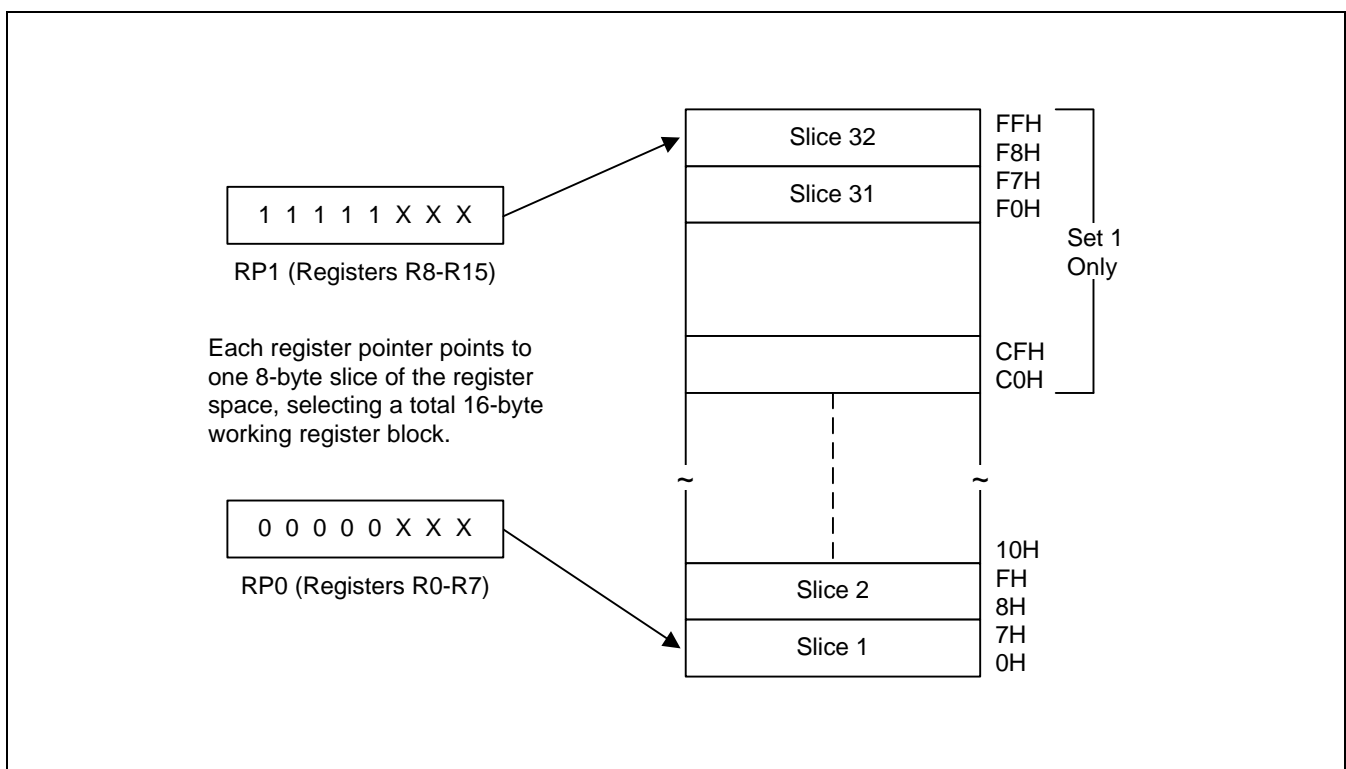 1 1 1 1 1 X X X
RP1 (Registers R8-R15)
Each register pointer points to
one 8-byte slice of the register
space, selecting a total 16-byte
working register block.
0 0 0 0 0 X X X
RP0 (Registers R0-R7)
Slice 32
Slice 31
~
~
Slice 2
Slice 1
FFH
F8H
F7H
F0H
CFH
C0H
10H
FH
8H
7H
0H
Set 1
Only